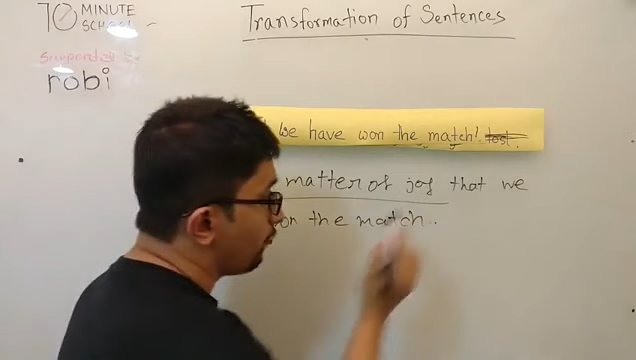 10 MINUTE
SCHOOL
Transformation of Sentences
robi
we have won the match!
matter of joy that we
on the match.